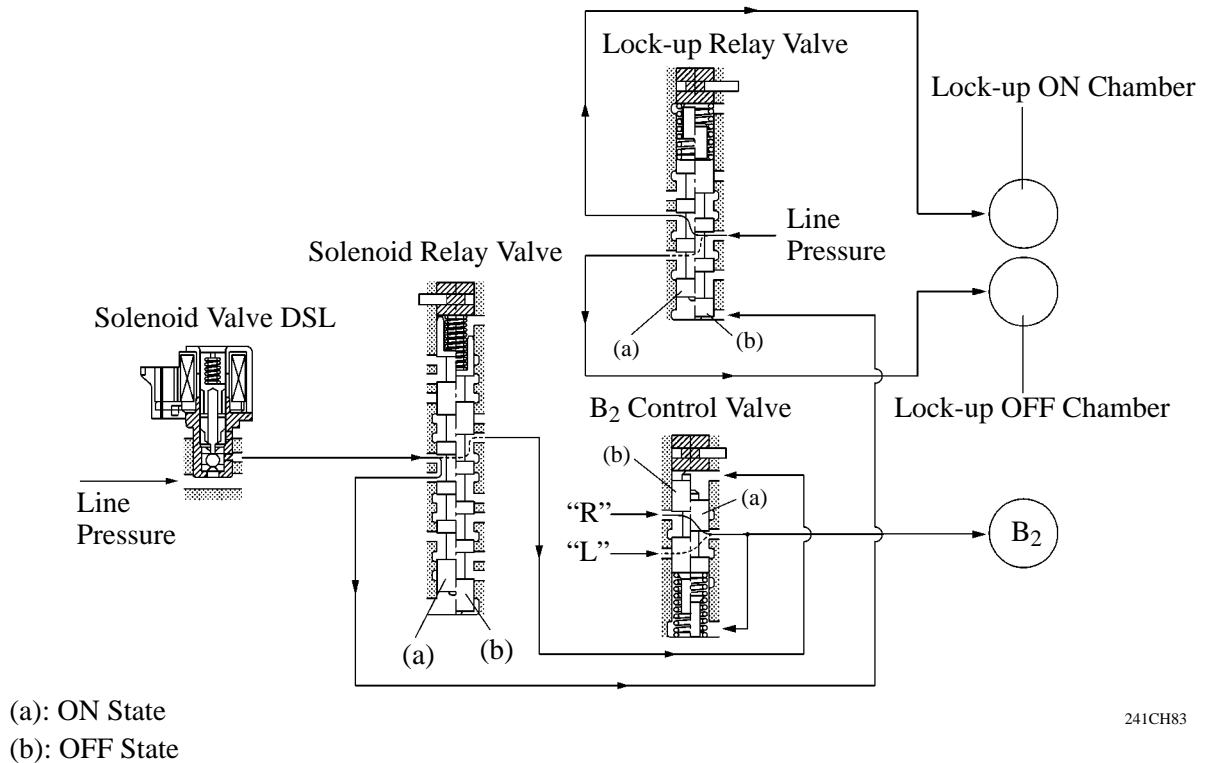 Lock-up Relay Valve
Lock-up ON Chamber
Line
Pressure
Solenoid Relay Valve
Solenoid Valve DSL
(a)
(b)
B2 Control Valve
Lock-up OFF Chamber
(b)
(a)
Line
Pressure
“R”
“L”
B2
(a)
(b)
(a): ON State
(b): OFF State
241CH83